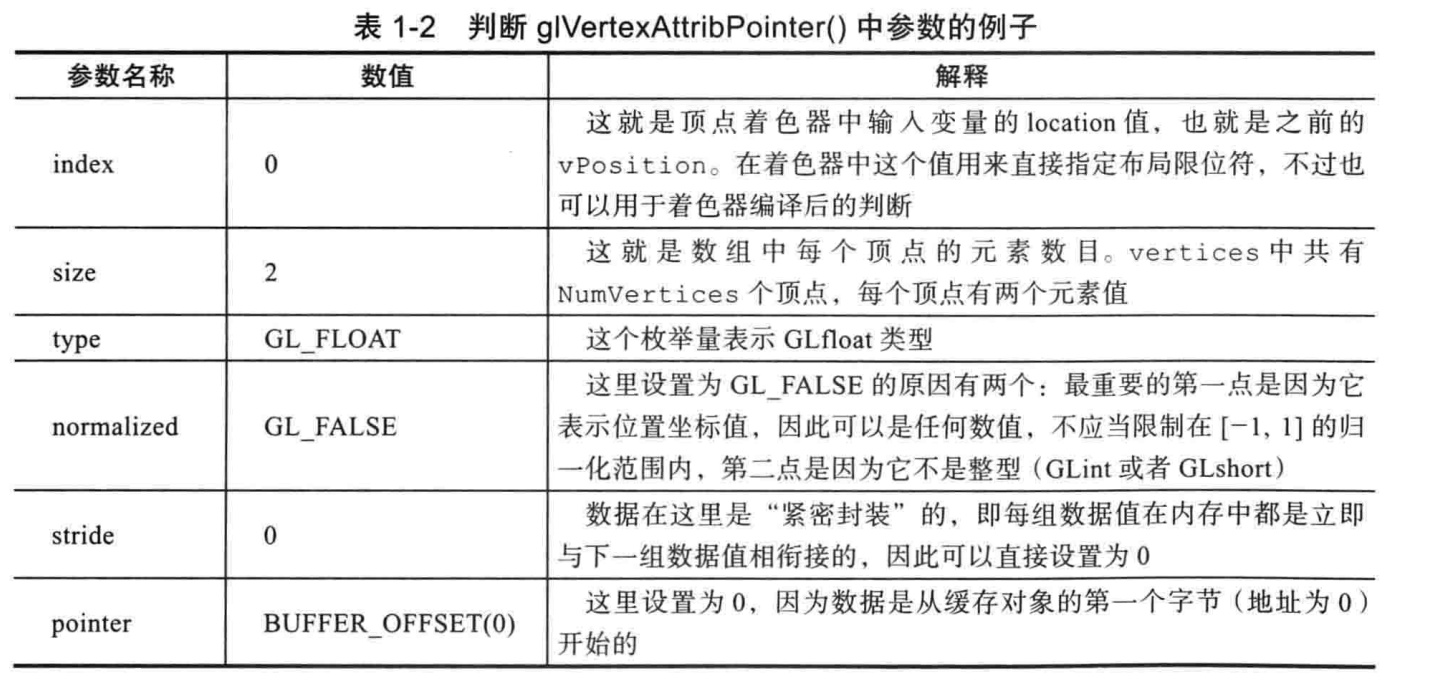 表 1-2 判断 glVertexAttribPointer() 中参数的例子
参数名称 数值 解释
index 0 这就是顶点着色器中输入变量的 location 值，也就是之前的
vPosition。在着色器中这个值用来直接指定布局限位符，不过也
可以用于着色器编译后的判断
size 2 这就是数组中每个顶点的元素数目。vertices 中共有
NumVertices 个顶点，每个顶点有两个元素值
type GL_FLOAT 这个枚举量表示 GLfloat 类型
normalized GL_FALSE 这里设置为 GL_FALSE 的原因有两个：最重要的第一点是因为它
表示位置坐标值，因此可以是任何数值，不应当限制在 [−1, 1] 的归
一化范围内，第二点是因为它不是整型（GLint 或者 GLshort）
stride 0 数据在这里是“紧密封装”的，即每组数据值在内存中都是立即
与下一组数据值相衔接的，因此可以直接设置为 0
pointer BUFFER_OFFSET(0) 这里设置为 0，因为数据是从缓存对象的第一个字节（地址为 0）
开始的